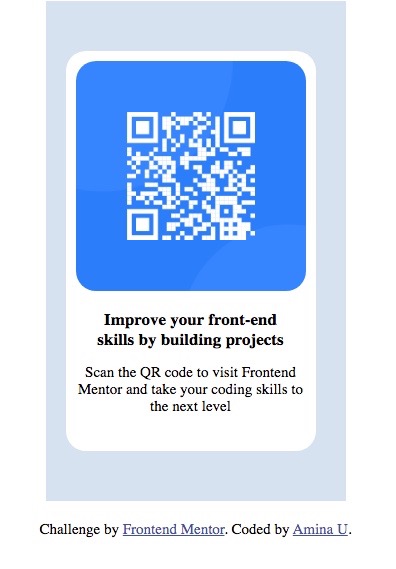 Improve your front-end
skills by building projects
Scan the QR code to visit Frontend
Mentor and take your coding skills to
the next level
Challenge by Frontend Mentor. Coded by Amina U.